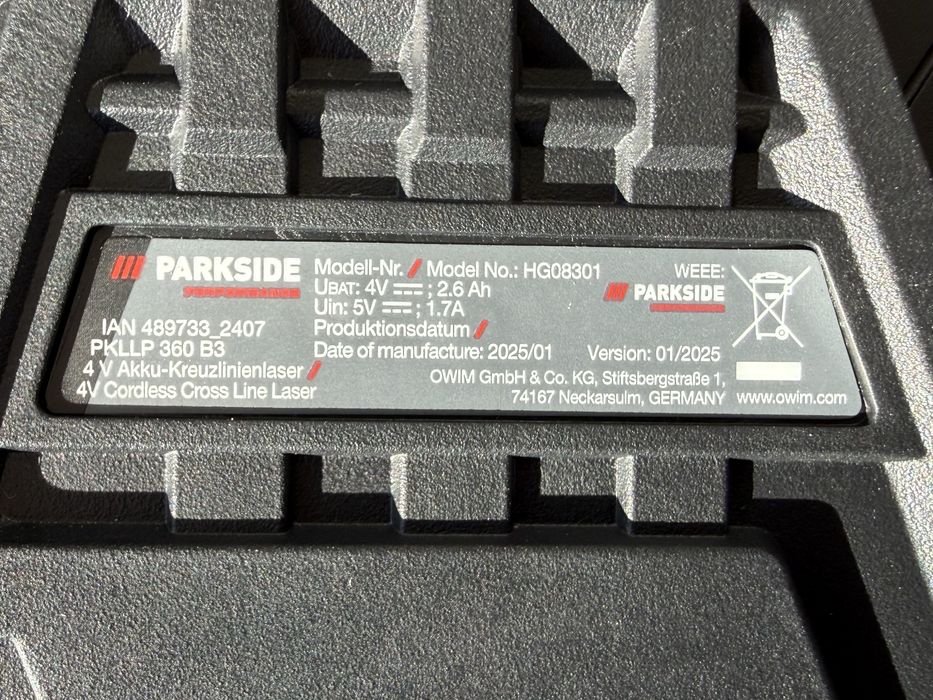 PARKSIDE
PERFORMANCE
IAN 489733_2407
PKLLP 360 B3
4 V Akku-Kreuzlinienlaser /
4V Cordless Cross Line Laser
Modell-Nr. / Model No.: HG08301
UBAT: 4V ⎓; 2.6 Ah
Uin: 5V ⎓; 1.7A
Produktionsdatum /
Date of manufacture: 2025/01
WEEE:
PARKSIDE
PERFORMANCE
Version: 01/2025
OWIM GmbH & Co. KG, Stiftsbergstraße 1,
74167 Neckarsulm, GERMANY
www.owim.com